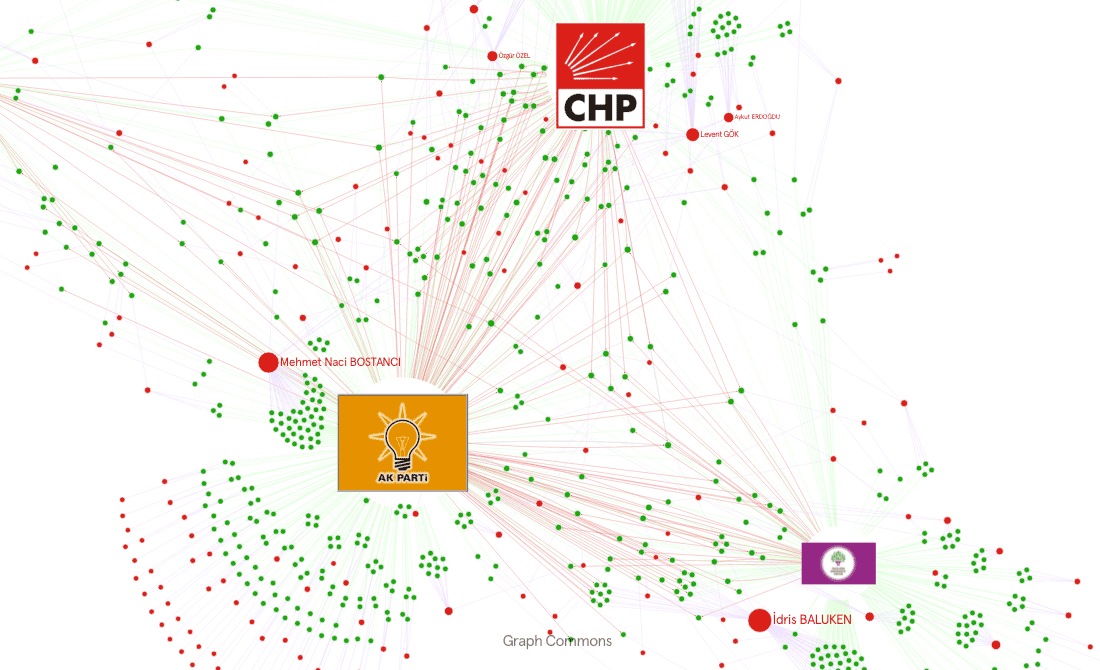 Özgür ÖZEL
CHP
Aykut ERDOĞDU
Levent GÖK
Mehmet Naci BOSTANCI
AK PARTİ
İdris BALUKEN
Graph Commons